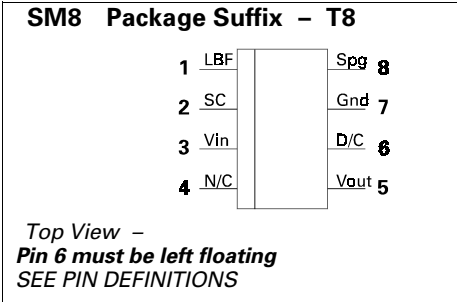 SM8 Package Suffix – T8
1 LBF Spg 8
2 SC Gnd 7
3 Vin D/C 6
4 N/C Vout 5
Top View –
Pin 6 must be left floating
SEE PIN DEFINITIONS